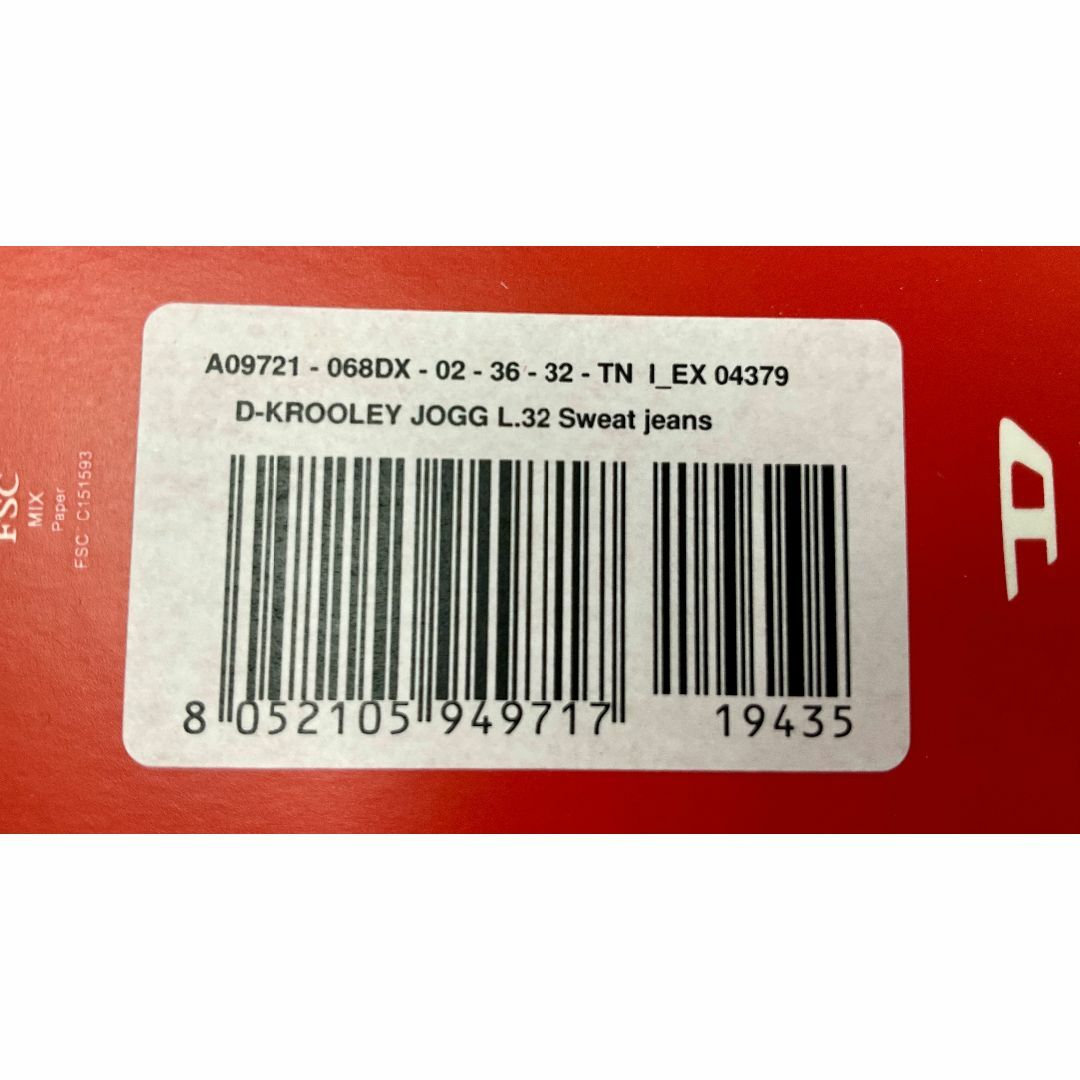 A09721 - 068DX - 02 - 36 - 32 - TN I_EX 04379
D-KROOLEY JOGG L.32 Sweat jeans
8 052105 949717 19435
FSC
MIX
Paper
FSC C151593
D